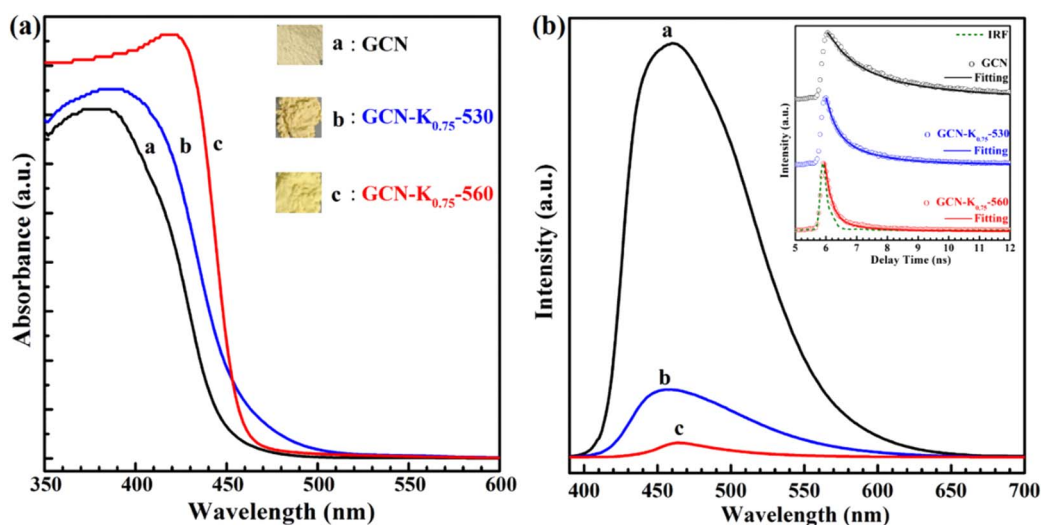 (a)
a : GCN
b : GCN-K0.75-530
c : GCN-K0.75-560
a
b
c
Absorbance (a.u.)
350 400 450 500 550 600
Wavelength (nm)
(b)
a
b
c
Intensity (a.u.)
400 450 500 550 600 650 700
Wavelength (nm)
IRF
GCN
Fitting
GCN-K0.75-530
Fitting
GCN-K0.75-560
Fitting
Intensity (a.u.)
5 6 7 8 9 10 11 12
Delay Time (ns)